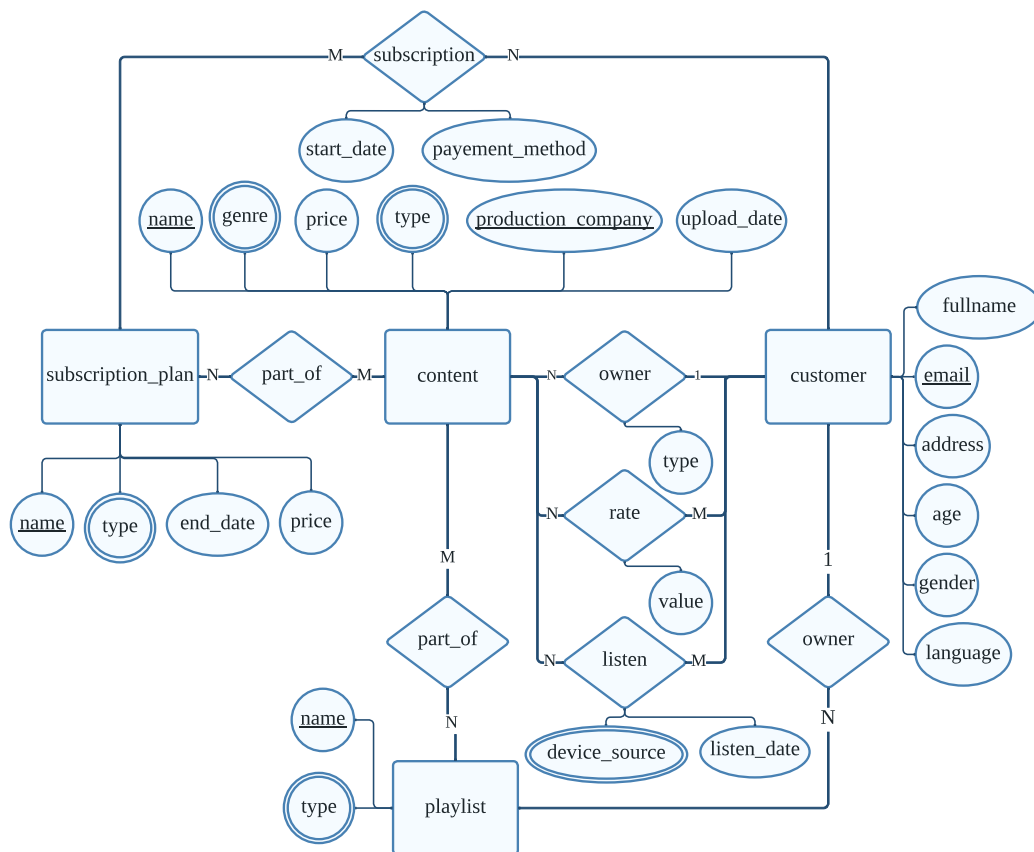 M
subscription
N
start_date
payement_method
name
genre
price
type
production_company
upload_date
fullname
subscription_plan
N
part_of
M
content
N
owner
1
customer
email
address
type
name
type
end_date
price
N
rate
M
age
M
1
value
gender
part_of
owner
N
listen
M
language
name
N
N
device_source
listen_date
type
playlist